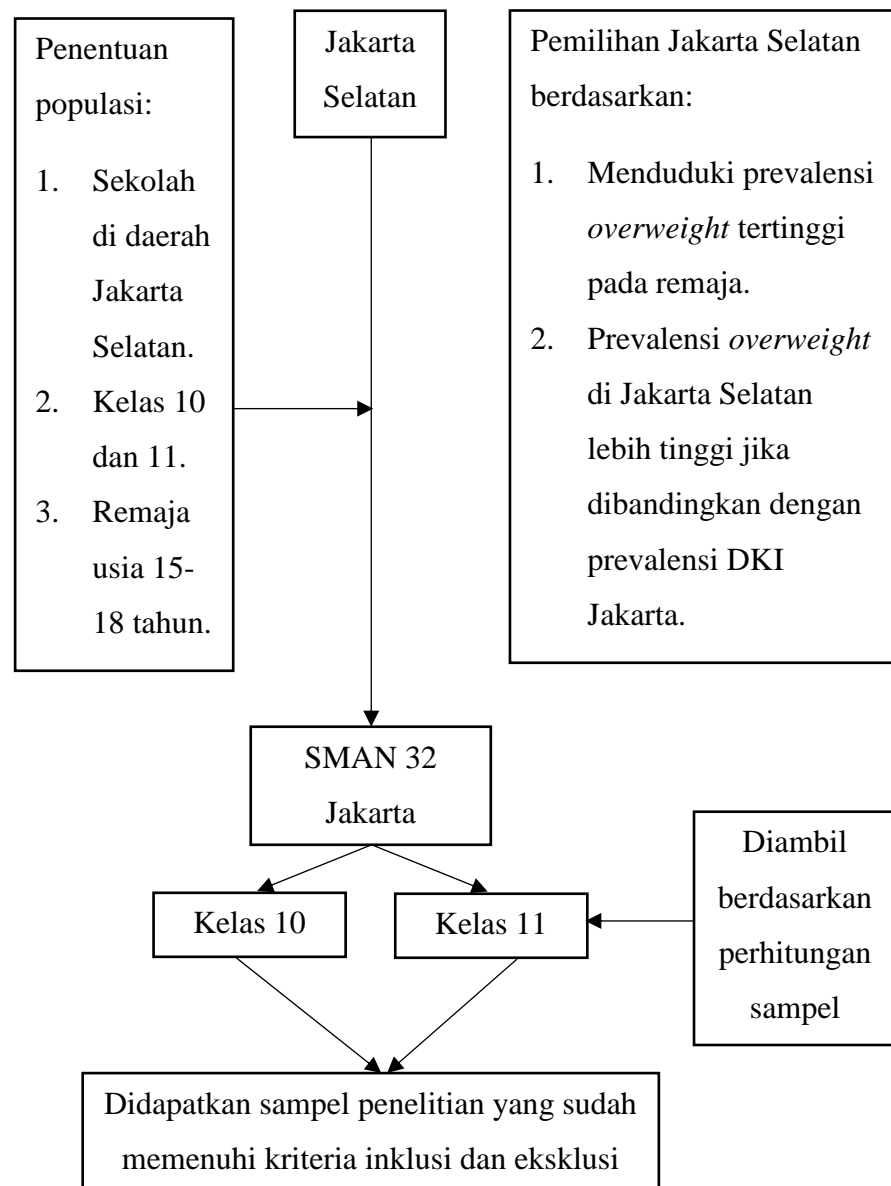 Penentuan
populasi:
1. Sekolah
di daerah
Jakarta
Selatan.
2. Kelas 10
dan 11.
3. Remaja
usia 15-
18 tahun.
Jakarta
Selatan
Pemilihan Jakarta Selatan
berdasarkan:
1. Menduduki prevalensi
overweight tertinggi
pada remaja.
2. Prevalensi overweight
di Jakarta Selatan
lebih tinggi jika
dibandingkan dengan
prevalensi DKI
Jakarta.
SMAN 32
Jakarta
Kelas 10
Kelas 11
Diambil
berdasarkan
perhitungan
sampel
Didapatkan sampel penelitian yang sudah
memenuhi kriteria inklusi dan eksklusi